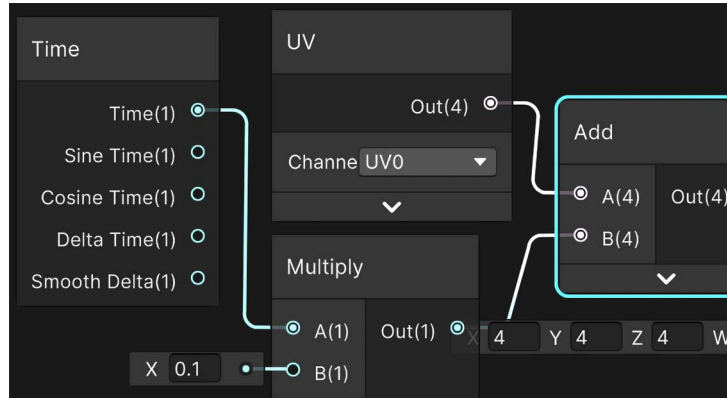 Time
Time(1)
Sine Time(1)
Cosine Time(1)
Delta Time(1)
Smooth Delta(1)
UV
Out(4)
Channe UV0
Multiply
A(1) Out(1)
B(1)
X 0.1
Add
A(4) Out(4)
B(4)
X 4 Y 4 Z 4 W